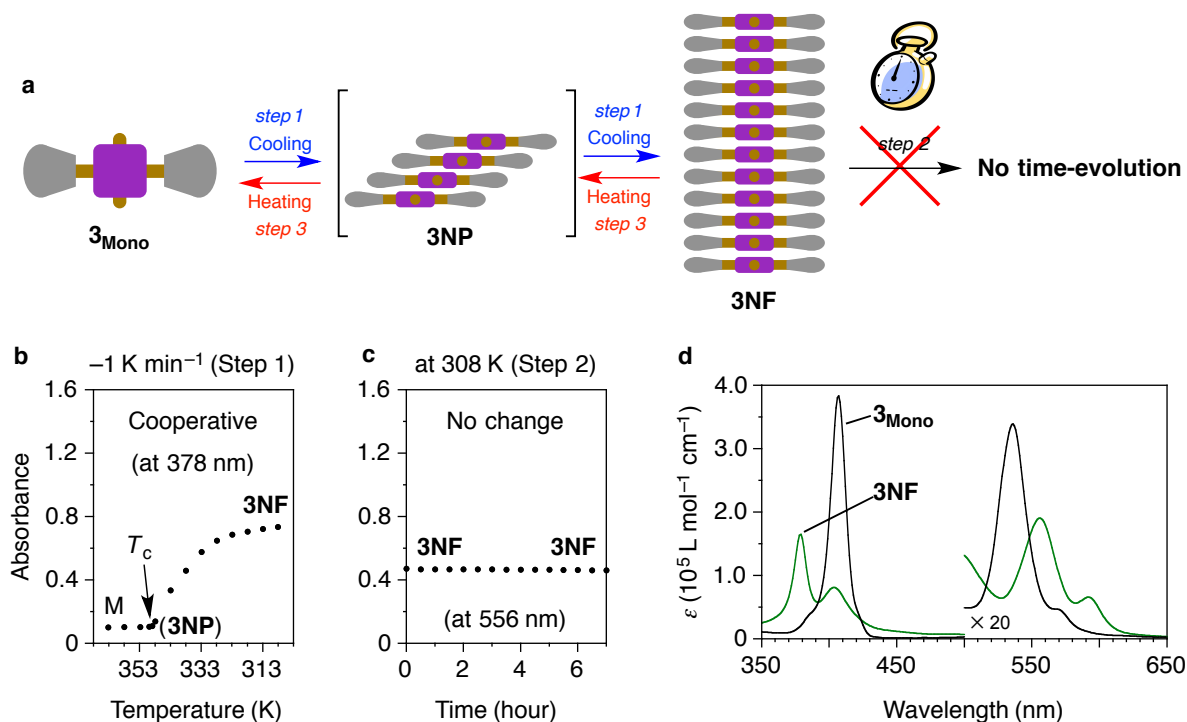 a
step 1
Cooling
Heating
step 3
step 1
Cooling
Heating
step 3
step 2
No time-evolution
3Mono
3NP
3NF
b
–1 K min–1 (Step 1)
Absorbance
1.6
1.2
0.8
0.4
0
Cooperative
(at 378 nm)
3NF
Tc
M
(3NP)
353
333
313
Temperature (K)
c
at 308 K (Step 2)
1.6
1.2
0.8
0.4
0
No change
3NF
3NF
(at 556 nm)
0
2
4
6
Time (hour)
d
ε (10⁵ L mol–1 cm–1)
4.0
3.0
2.0
1.0
0
3Mono
3NF
× 20
350
450
550
650
Wavelength (nm)